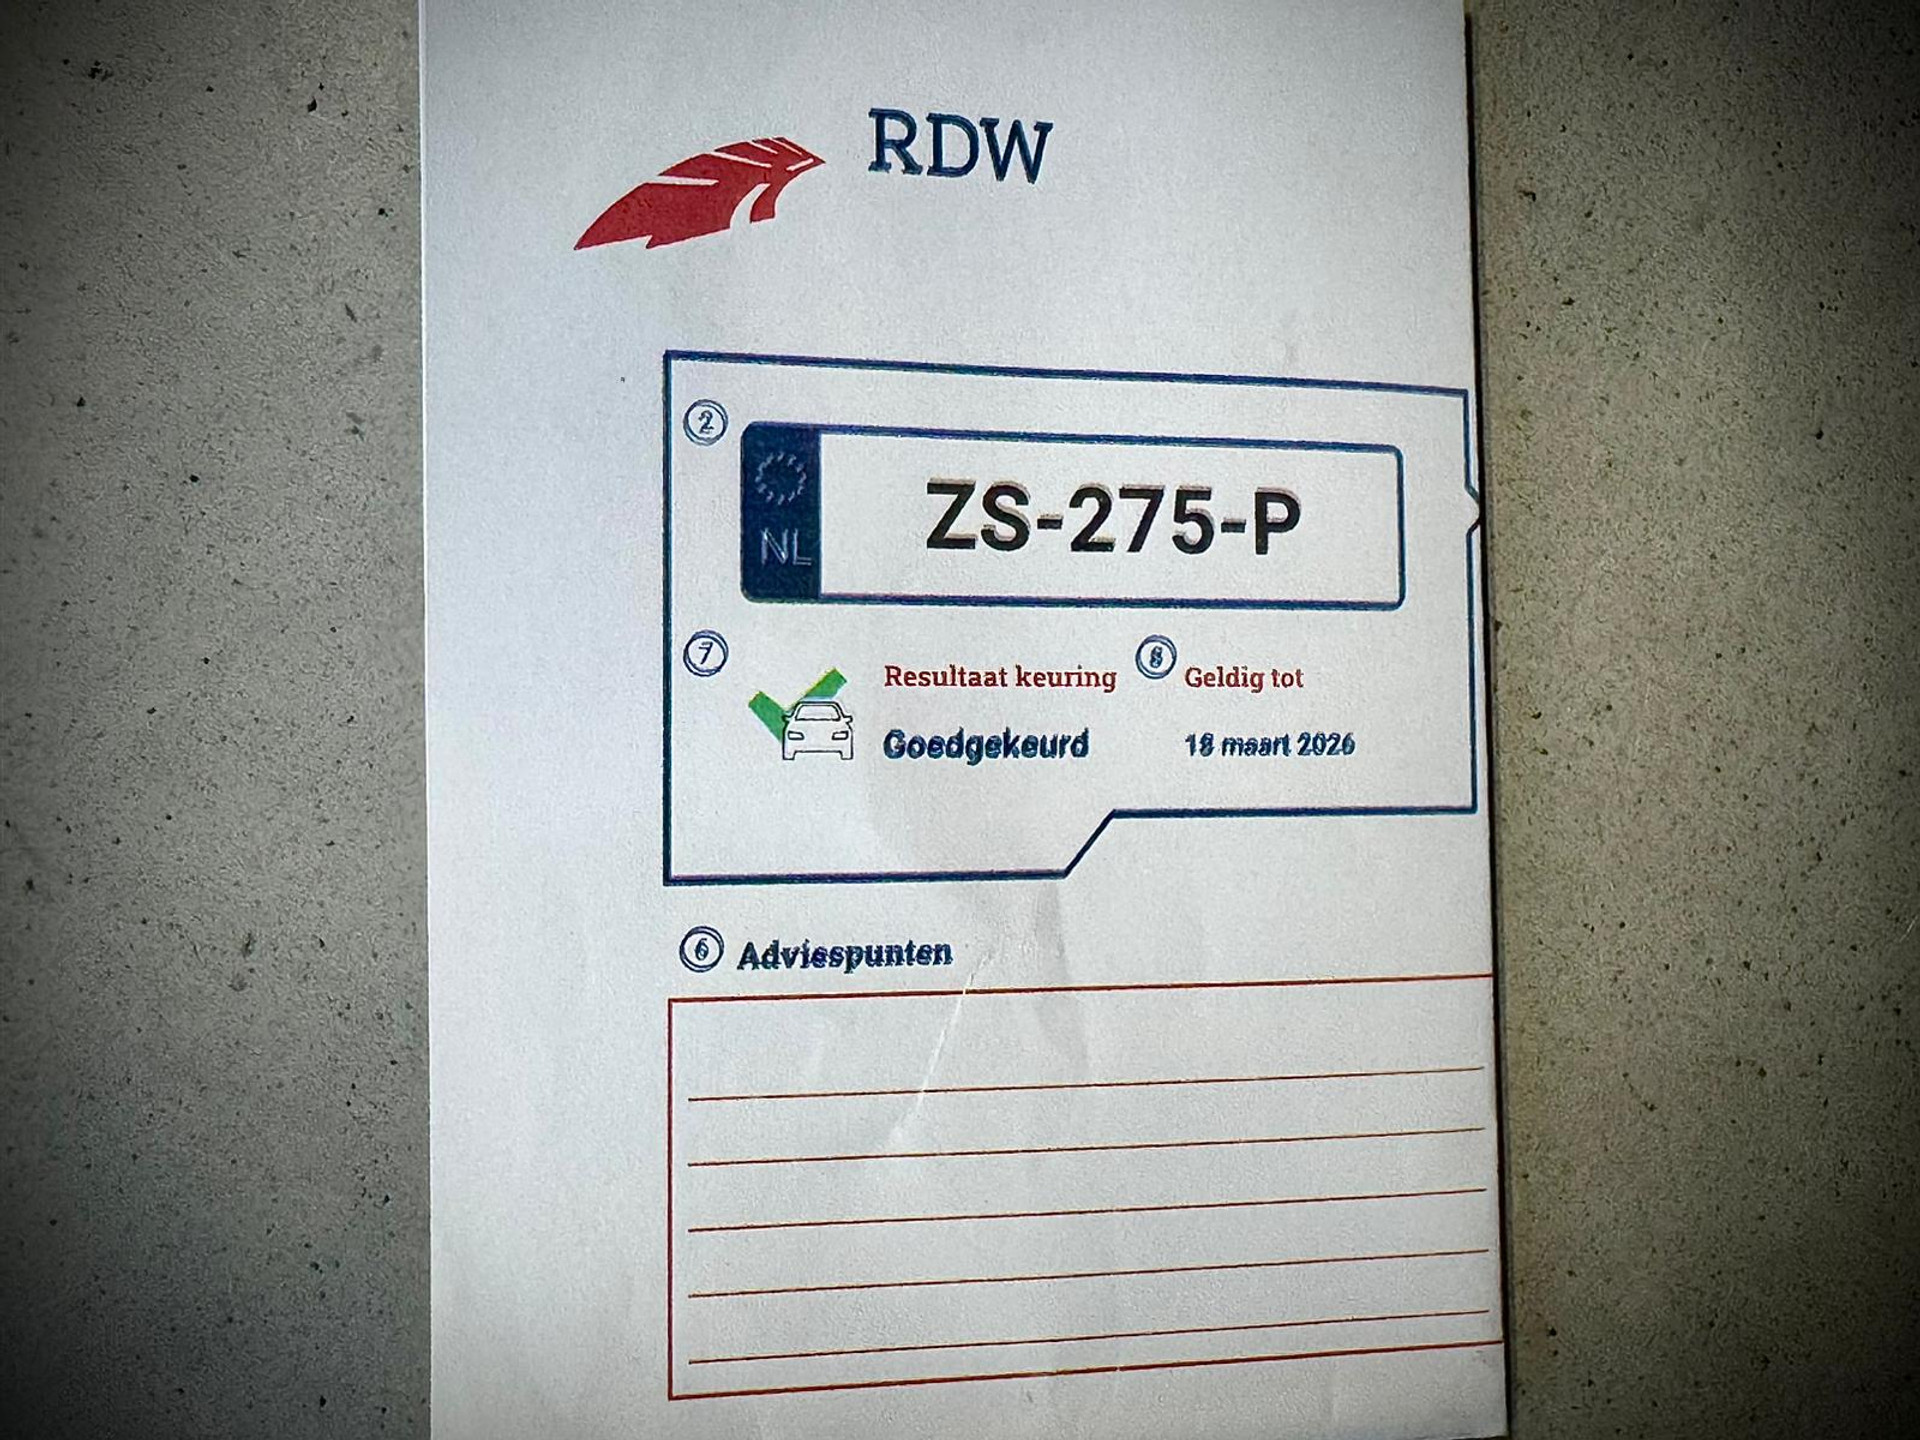 RDW
2
NL
ZS-275-P
7
Resultaat keuring
8
Geldig tot
Goedgekeurd
18 maart 2026
6
Adviespunten